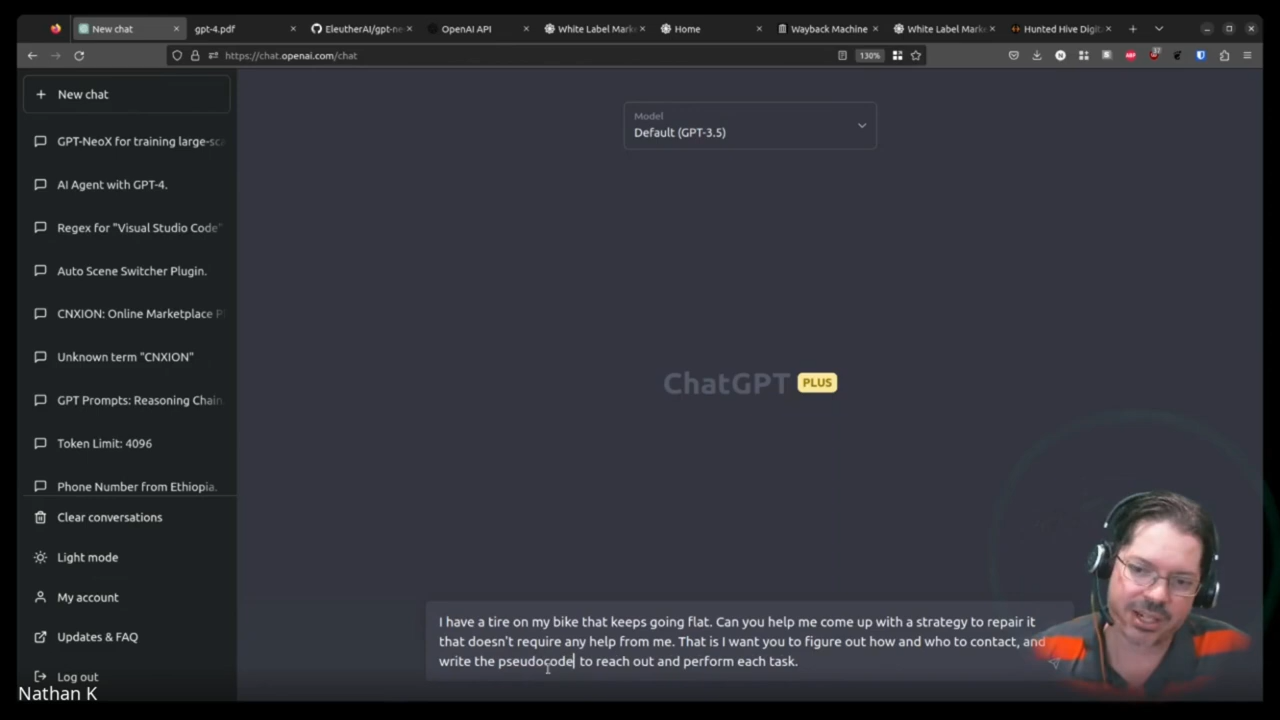 New chat
gpt-4.pdf
EleutherAI/gpt-ne
OpenAI API
White Label Mark
Home
Wayback Machine
White Label Mark
Hunted Hive Digit
https://chat.openai.com/chat
130%
New chat
GPT-NeoX for training large-sca
AI Agent with GPT-4.
Regex for "Visual Studio Code"
Auto Scene Switcher Plugin.
CNXION: Online Marketplace P
Unknown term "CNXION"
GPT Prompts: Reasoning Chain
Token Limit: 4096
Phone Number from Ethiopia.
Clear conversations
Light mode
My account
Updates & FAQ
Log out
Model
Default (GPT-3.5)
ChatGPT PLUS
I have a tire on my bike that keeps going flat. Can you help me come up with a strategy to repair it
that doesn't require any help from me. That is I want you to figure out how and who to contact, and
write the pseudocode to reach out and perform each task.
Nathan K